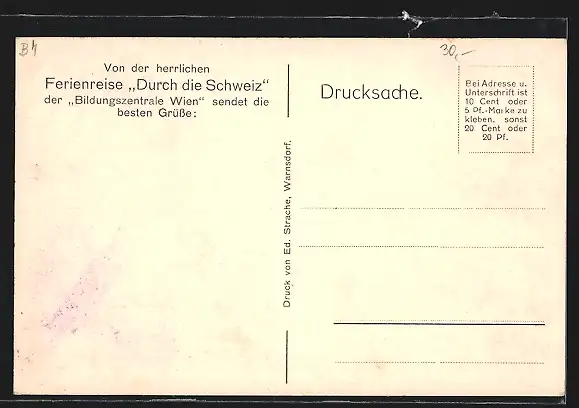 B4
30,-
Von der herrlichen
Ferienreise „Durch die Schweiz"
der „Bildungszentrale Wien" sendet die
besten Grüße:
Druck von Ed. Strache, Warnsdorf.
Drucksache.
Bei Adresse u.
Unterschrift ist
10 Cent oder
5 Pf.-Marke zu
kleben, sonst
20 Cent oder
20 Pf.